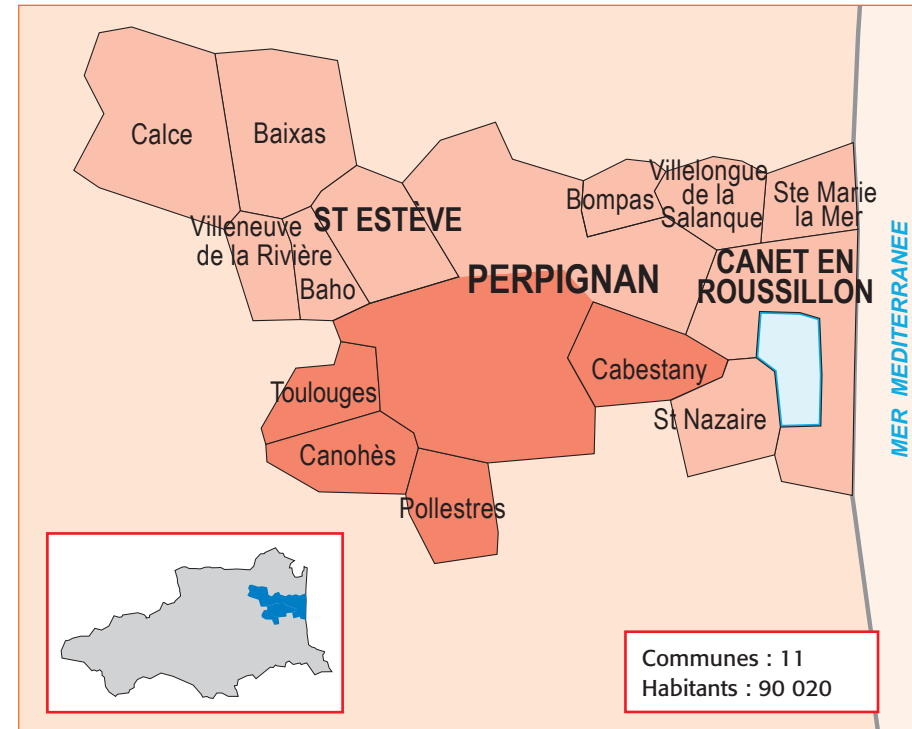 Calce
Baixas
Villeneuve
de la Rivière
ST ESTÈVE
Baho
Bompas
Villelongue
de la
Salanque
Ste Marie
la Mer
PERPIGNAN
CANET EN
ROUSSILLON
MER MEDITERRANEE
Cabestany
Toulouges
St Nazaire
Canohès
Pollestres
Communes : 11
Habitants : 90 020